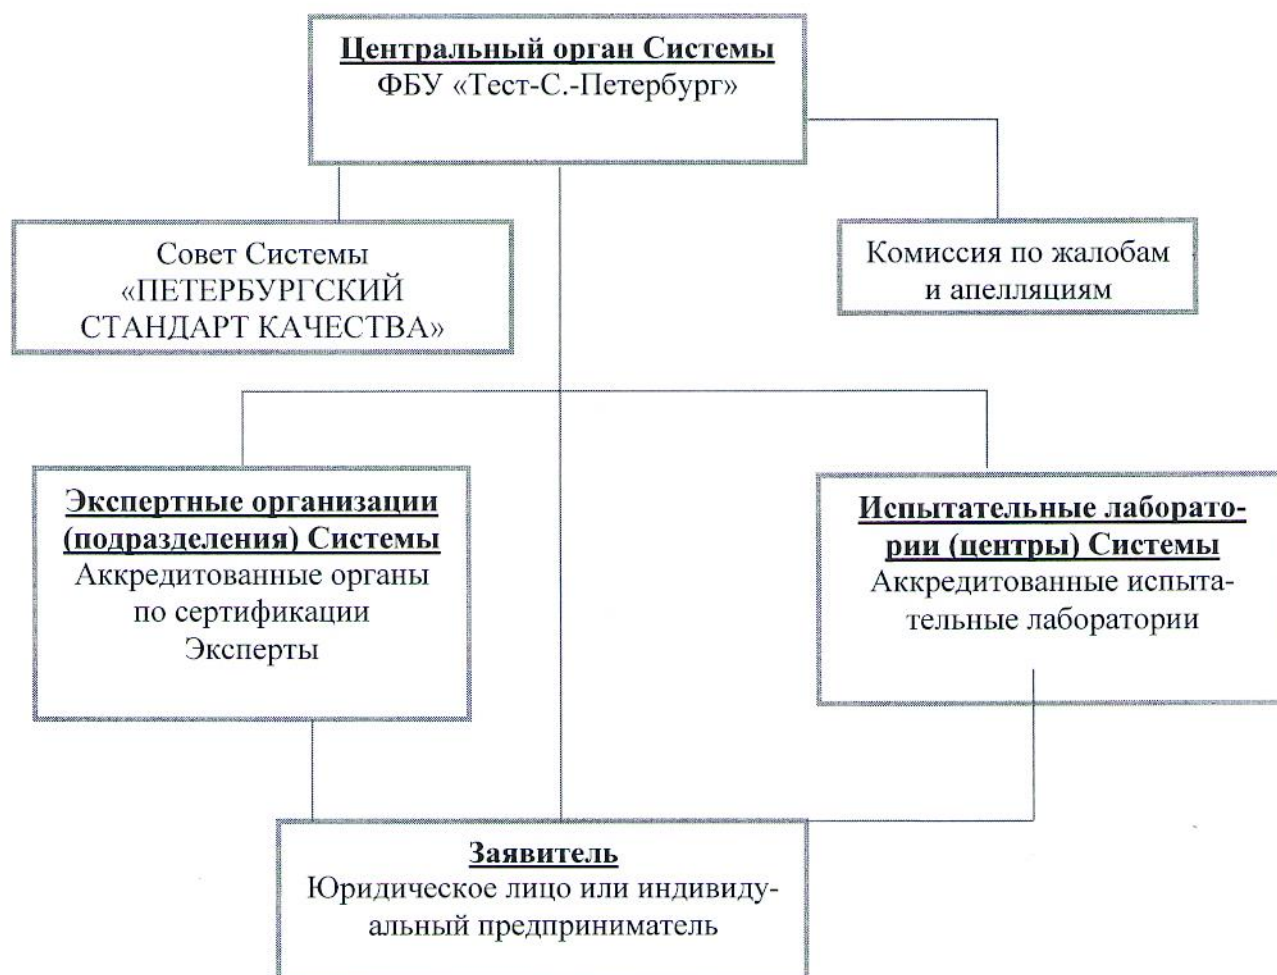 Центральный орган Системы
ФБУ «Тест-С.-Петербург»
Совет Системы
«ПЕТЕРБУРГСКИЙ
СТАНДАРТ КАЧЕСТВА»
Комиссия по жалобам
и апелляциям
Экспертные организации
(подразделения) Системы
Аккредитованные органы
по сертификации
Эксперты
Испытательные лаборато-
рии (центры) Системы
Аккредитованные испыта-
тельные лаборатории
Заявитель
Юридическое лицо или индивиду-
альный предприниматель